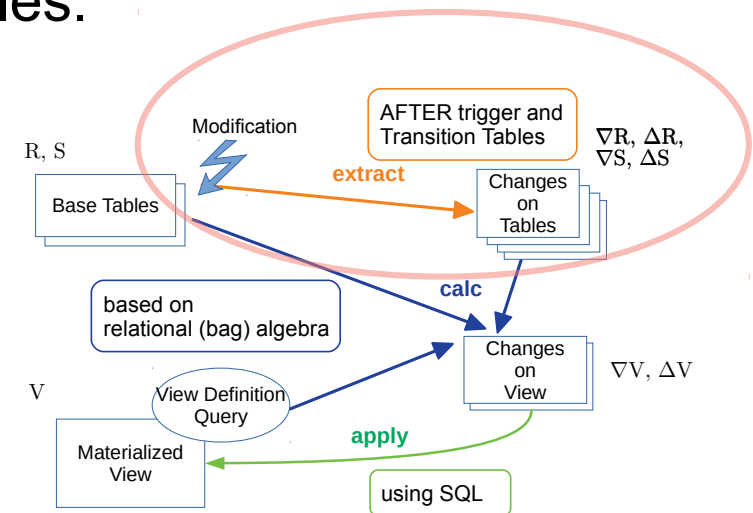 AFTER trigger and
Transition Tables
Modification
∇R, ΔR,
∇S, ΔS
R, S
extract
Changes
on
Tables
Base Tables
calc
based on
relational (bag) algebra
Changes
on
View
∇V, ΔV
V
View Definition
Query
apply
Materialized
View
using SQL